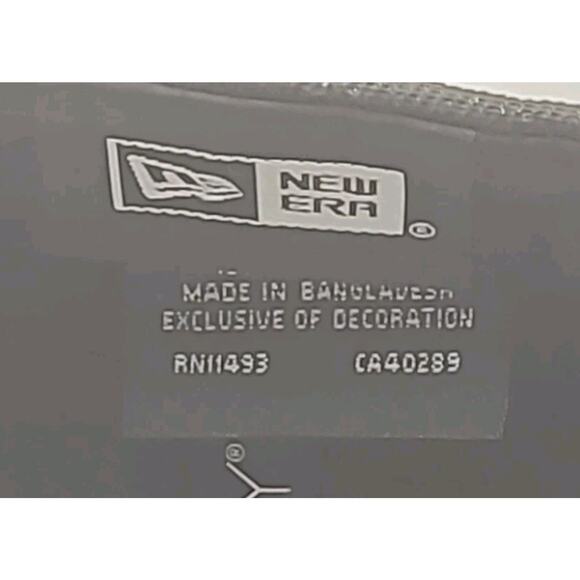 NEW
ERA
®
MADE IN BANGLADESH
EXCLUSIVE OF DECORATION
RN11493 CA40289
®